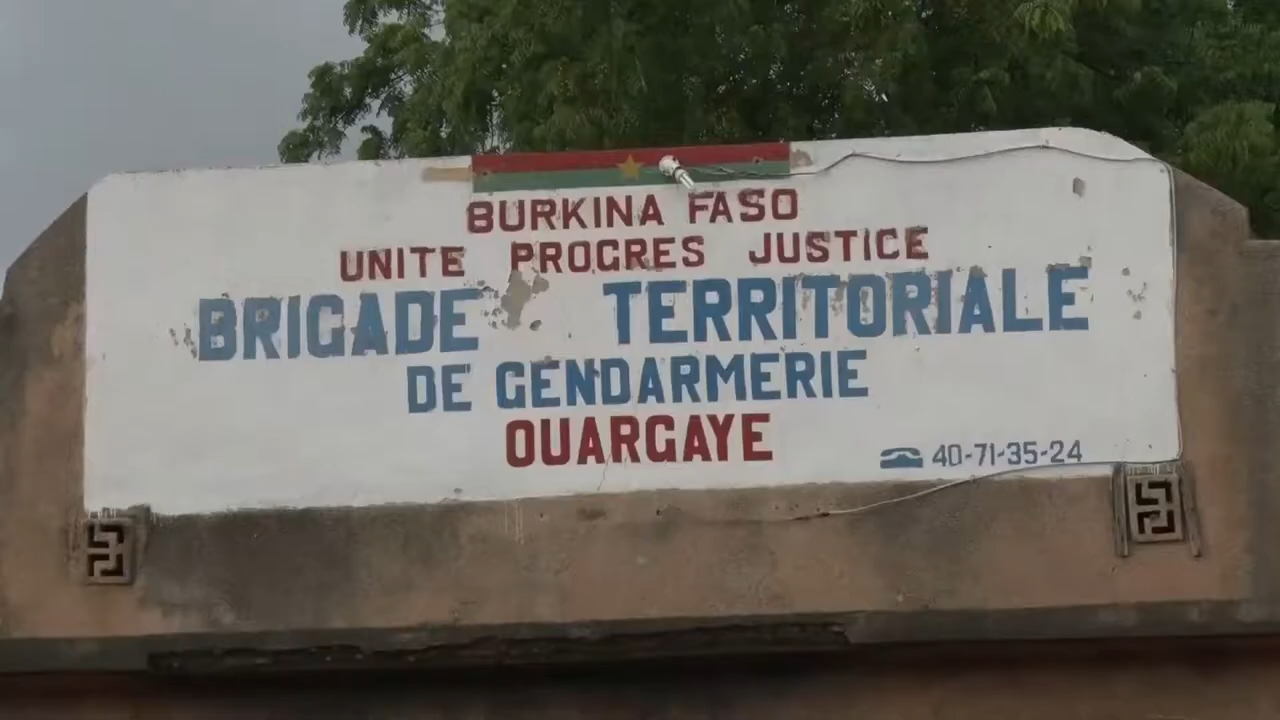 BURKINA FASO
UNITE PROGRES JUSTICE
BRIGADE TERRITORIALE
DE GENDARMERIE
OUARGAYE
40-71-35-24